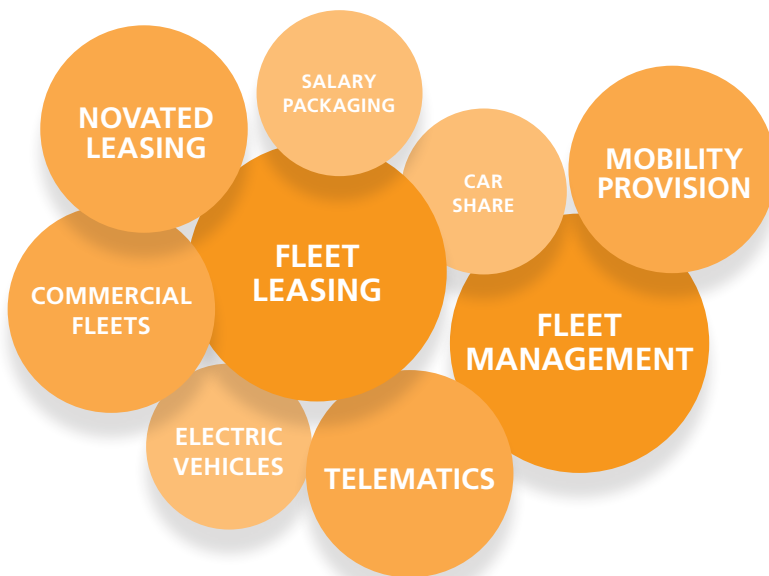 NOVATED
LEASING
SALARY
PACKAGING
CAR
SHARE
MOBILITY
PROVISION
FLEET
LEASING
COMMERCIAL
FLEETS
FLEET
MANAGEMENT
ELECTRIC
VEHICLES
TELEMATICS